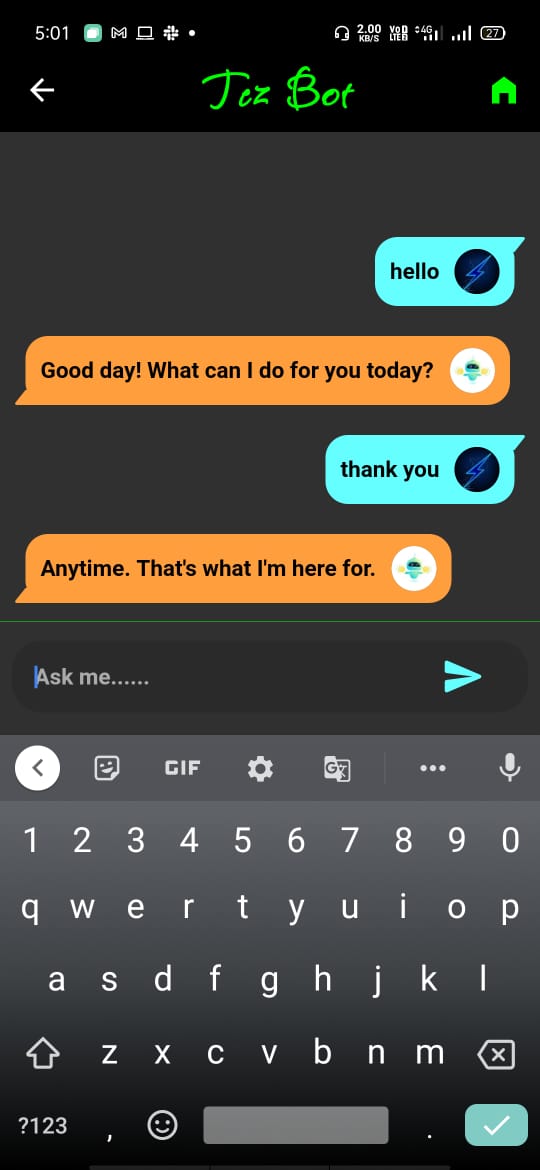 5:01 2.00 KB/S VoD LTEB 4G 27
Tez Bot
hello
Good day! What can I do for you today?
thank you
Anytime. That's what I'm here for.
Ask me......
GIF
1 2 3 4 5 6 7 8 9 0
q w e r t y u i o p
a s d f g h j k l
z x c v b n m
?123 , .